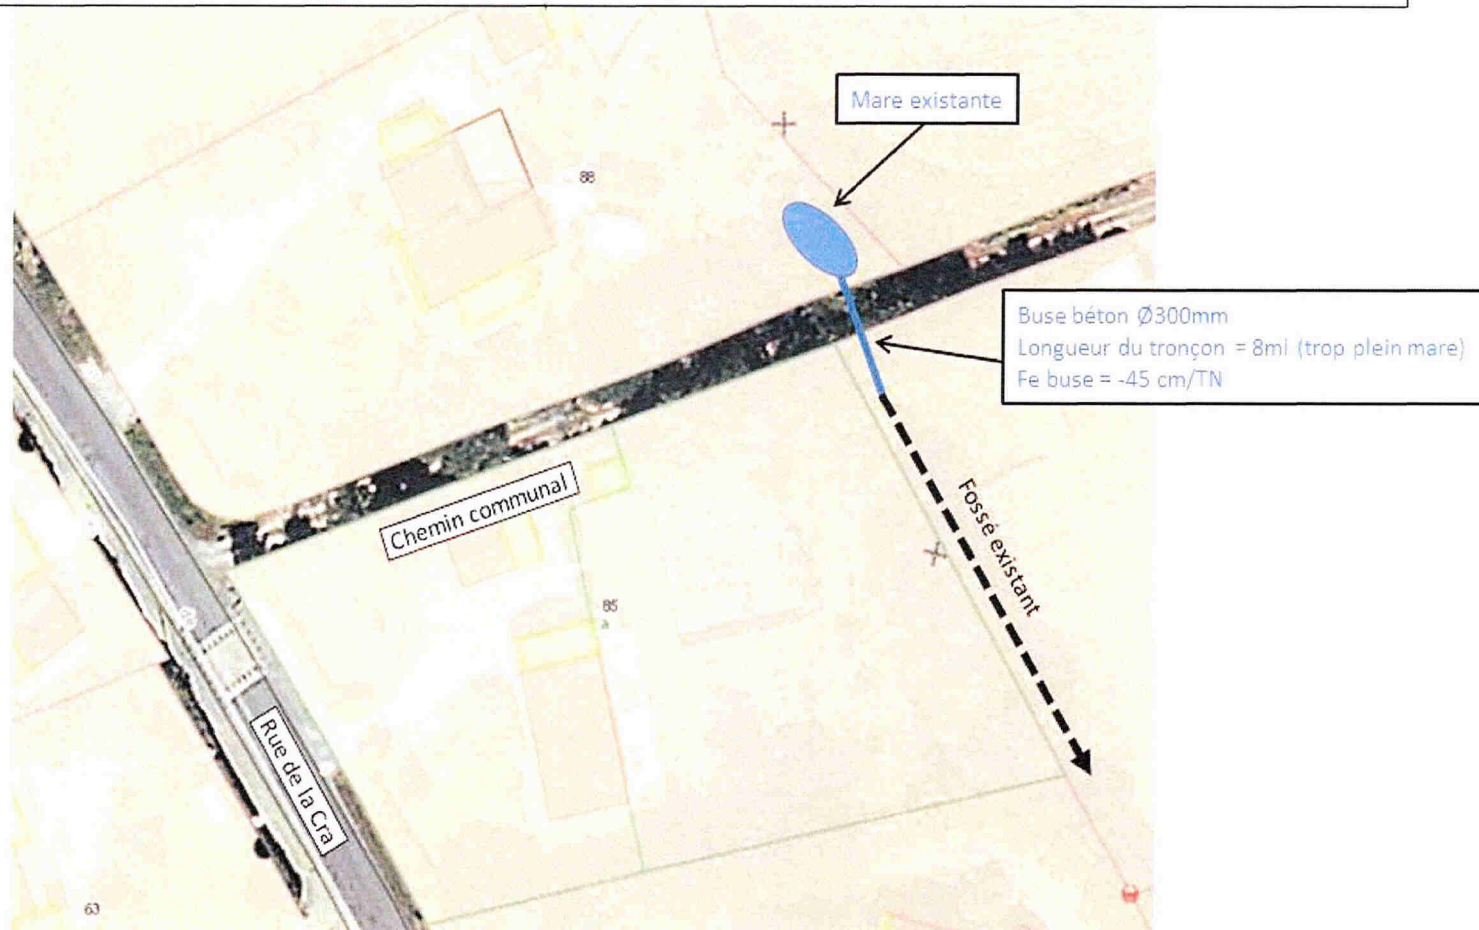 Mare existante
88
Buse béton Ø300mm
Longueur du tronçon = 8ml (trop plein mare)
Fe buse = -45 cm/TN
Chemin communal
Fossé existant
85
a
Rue de la Cra
63